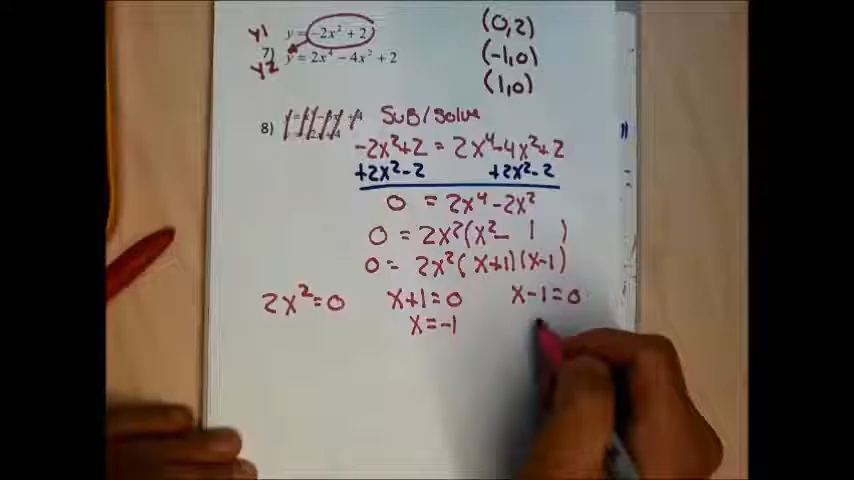 y1 y = -2x² + 2 (0,2)
7)
y2 y = 2x⁴ - 4x² + 2 (-1,0)
(1,0)
8) Sub/Solve
-2x²+2 = 2x⁴-4x²+2
+2x²-2 +2x²-2
0 = 2x⁴-2x²
0 = 2x²(x²- 1 )
0 = 2x²(x+1)(x-1)
2x²=0 x+1=0 x-1=0
x=-1